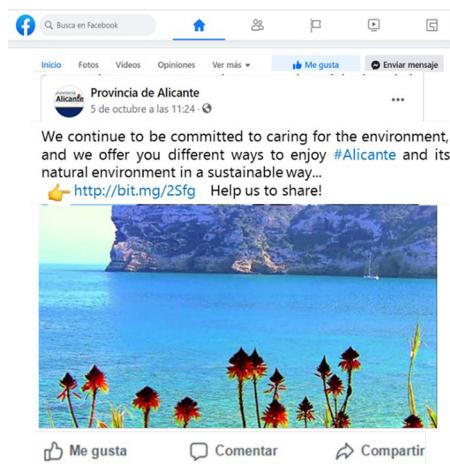 Busca en Facebook
Inicio Fotos Videos Opiniones Ver más Me gusta Enviar mensaje
Alicante
Provincia de Alicante
5 de octubre a las 11:24 ·
We continue to be committed to caring for the environment,
and we offer you different ways to enjoy #Alicante and its
natural environment in a sustainable way...
http://bit.mg/2Sfg Help us to share!
Me gusta Comentar Compartir